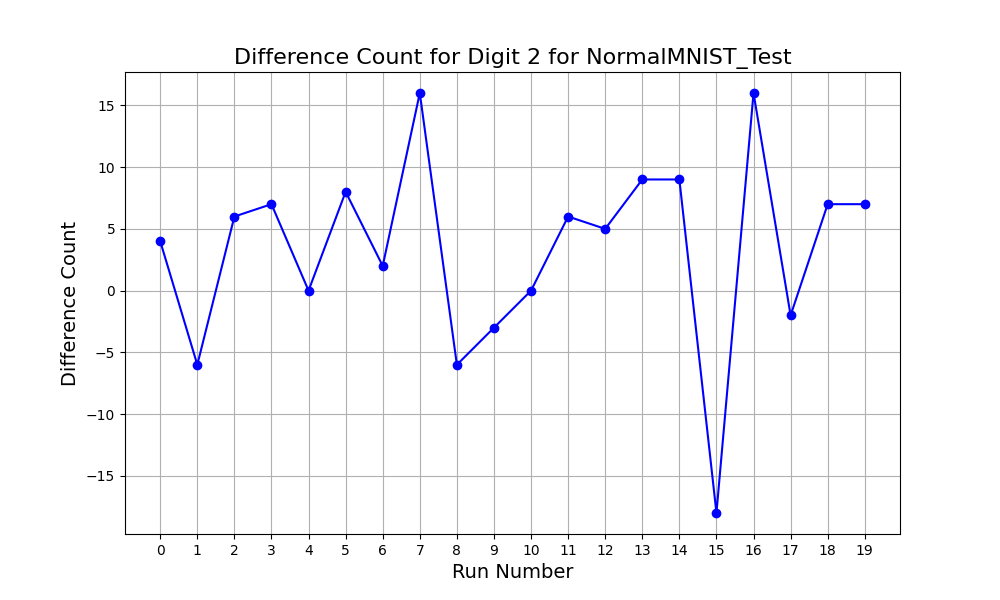 Difference Count for Digit 2 for NormalMNIST_Test
Difference Count
15
10
5
0
−5
−10
−15
0 1 2 3 4 5 6 7 8 9 10 11 12 13 14 15 16 17 18 19
Run Number